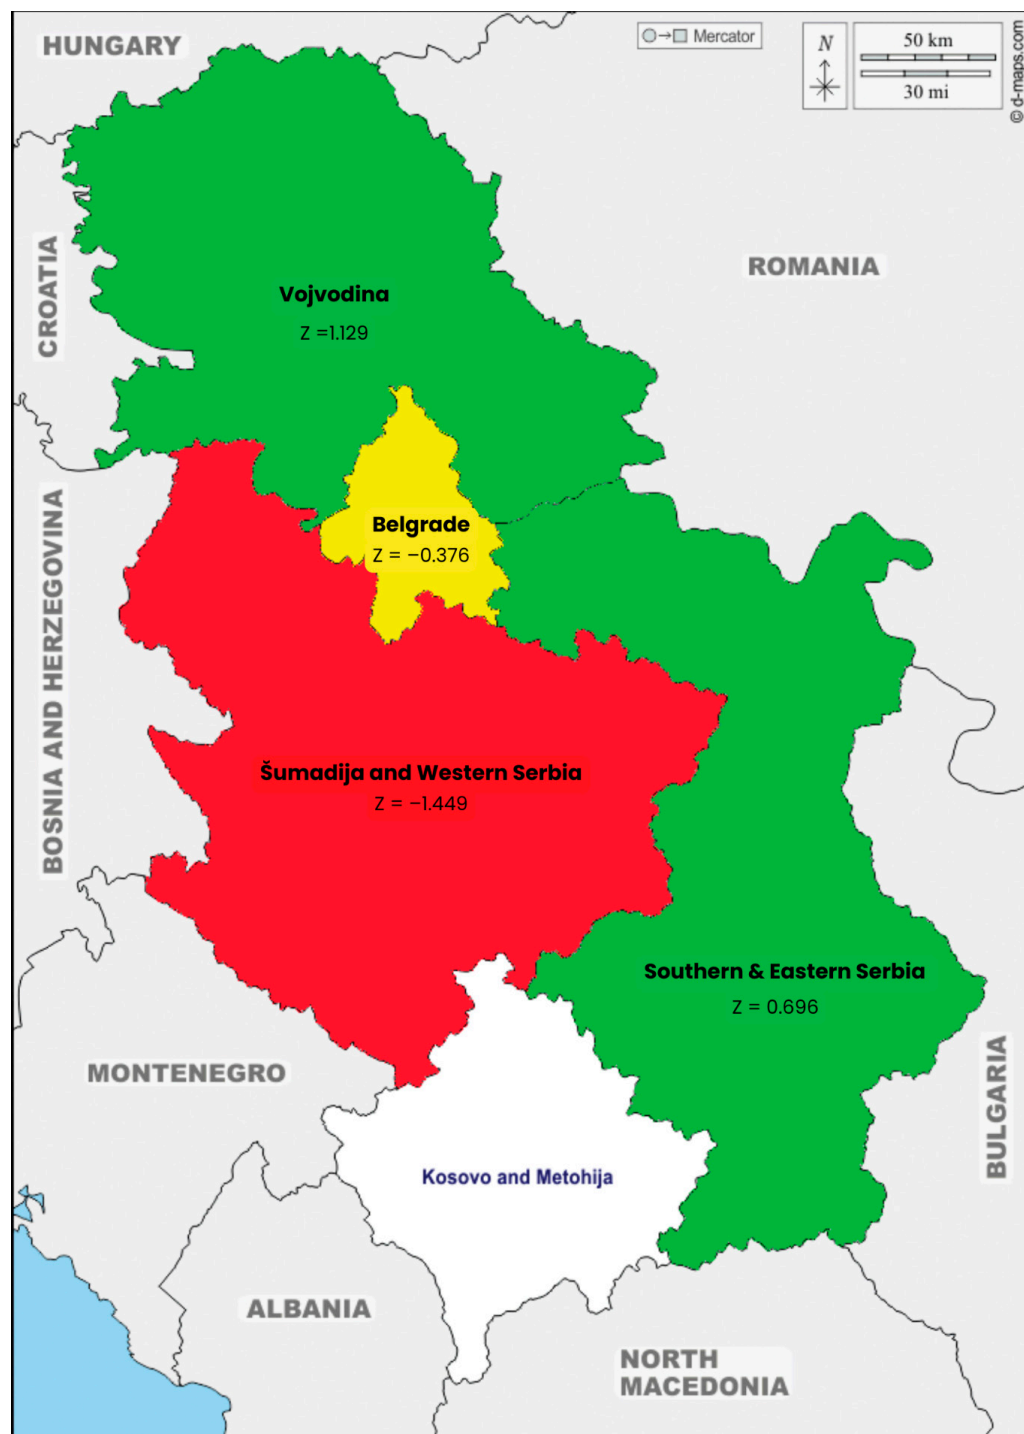 HUNGARY
○→□ Mercator
N
50 km
30 mi
© d-maps.com
CROATIA
ROMANIA
Vojvodina
Z =1.129
BOSNIA AND HERZEGOVINA
Belgrade
Z = −0.376
Šumadija and Western Serbia
Z = −1.449
Southern & Eastern Serbia
Z = 0.696
MONTENEGRO
BULGARIA
Kosovo and Metohija
ALBANIA
NORTH
MACEDONIA